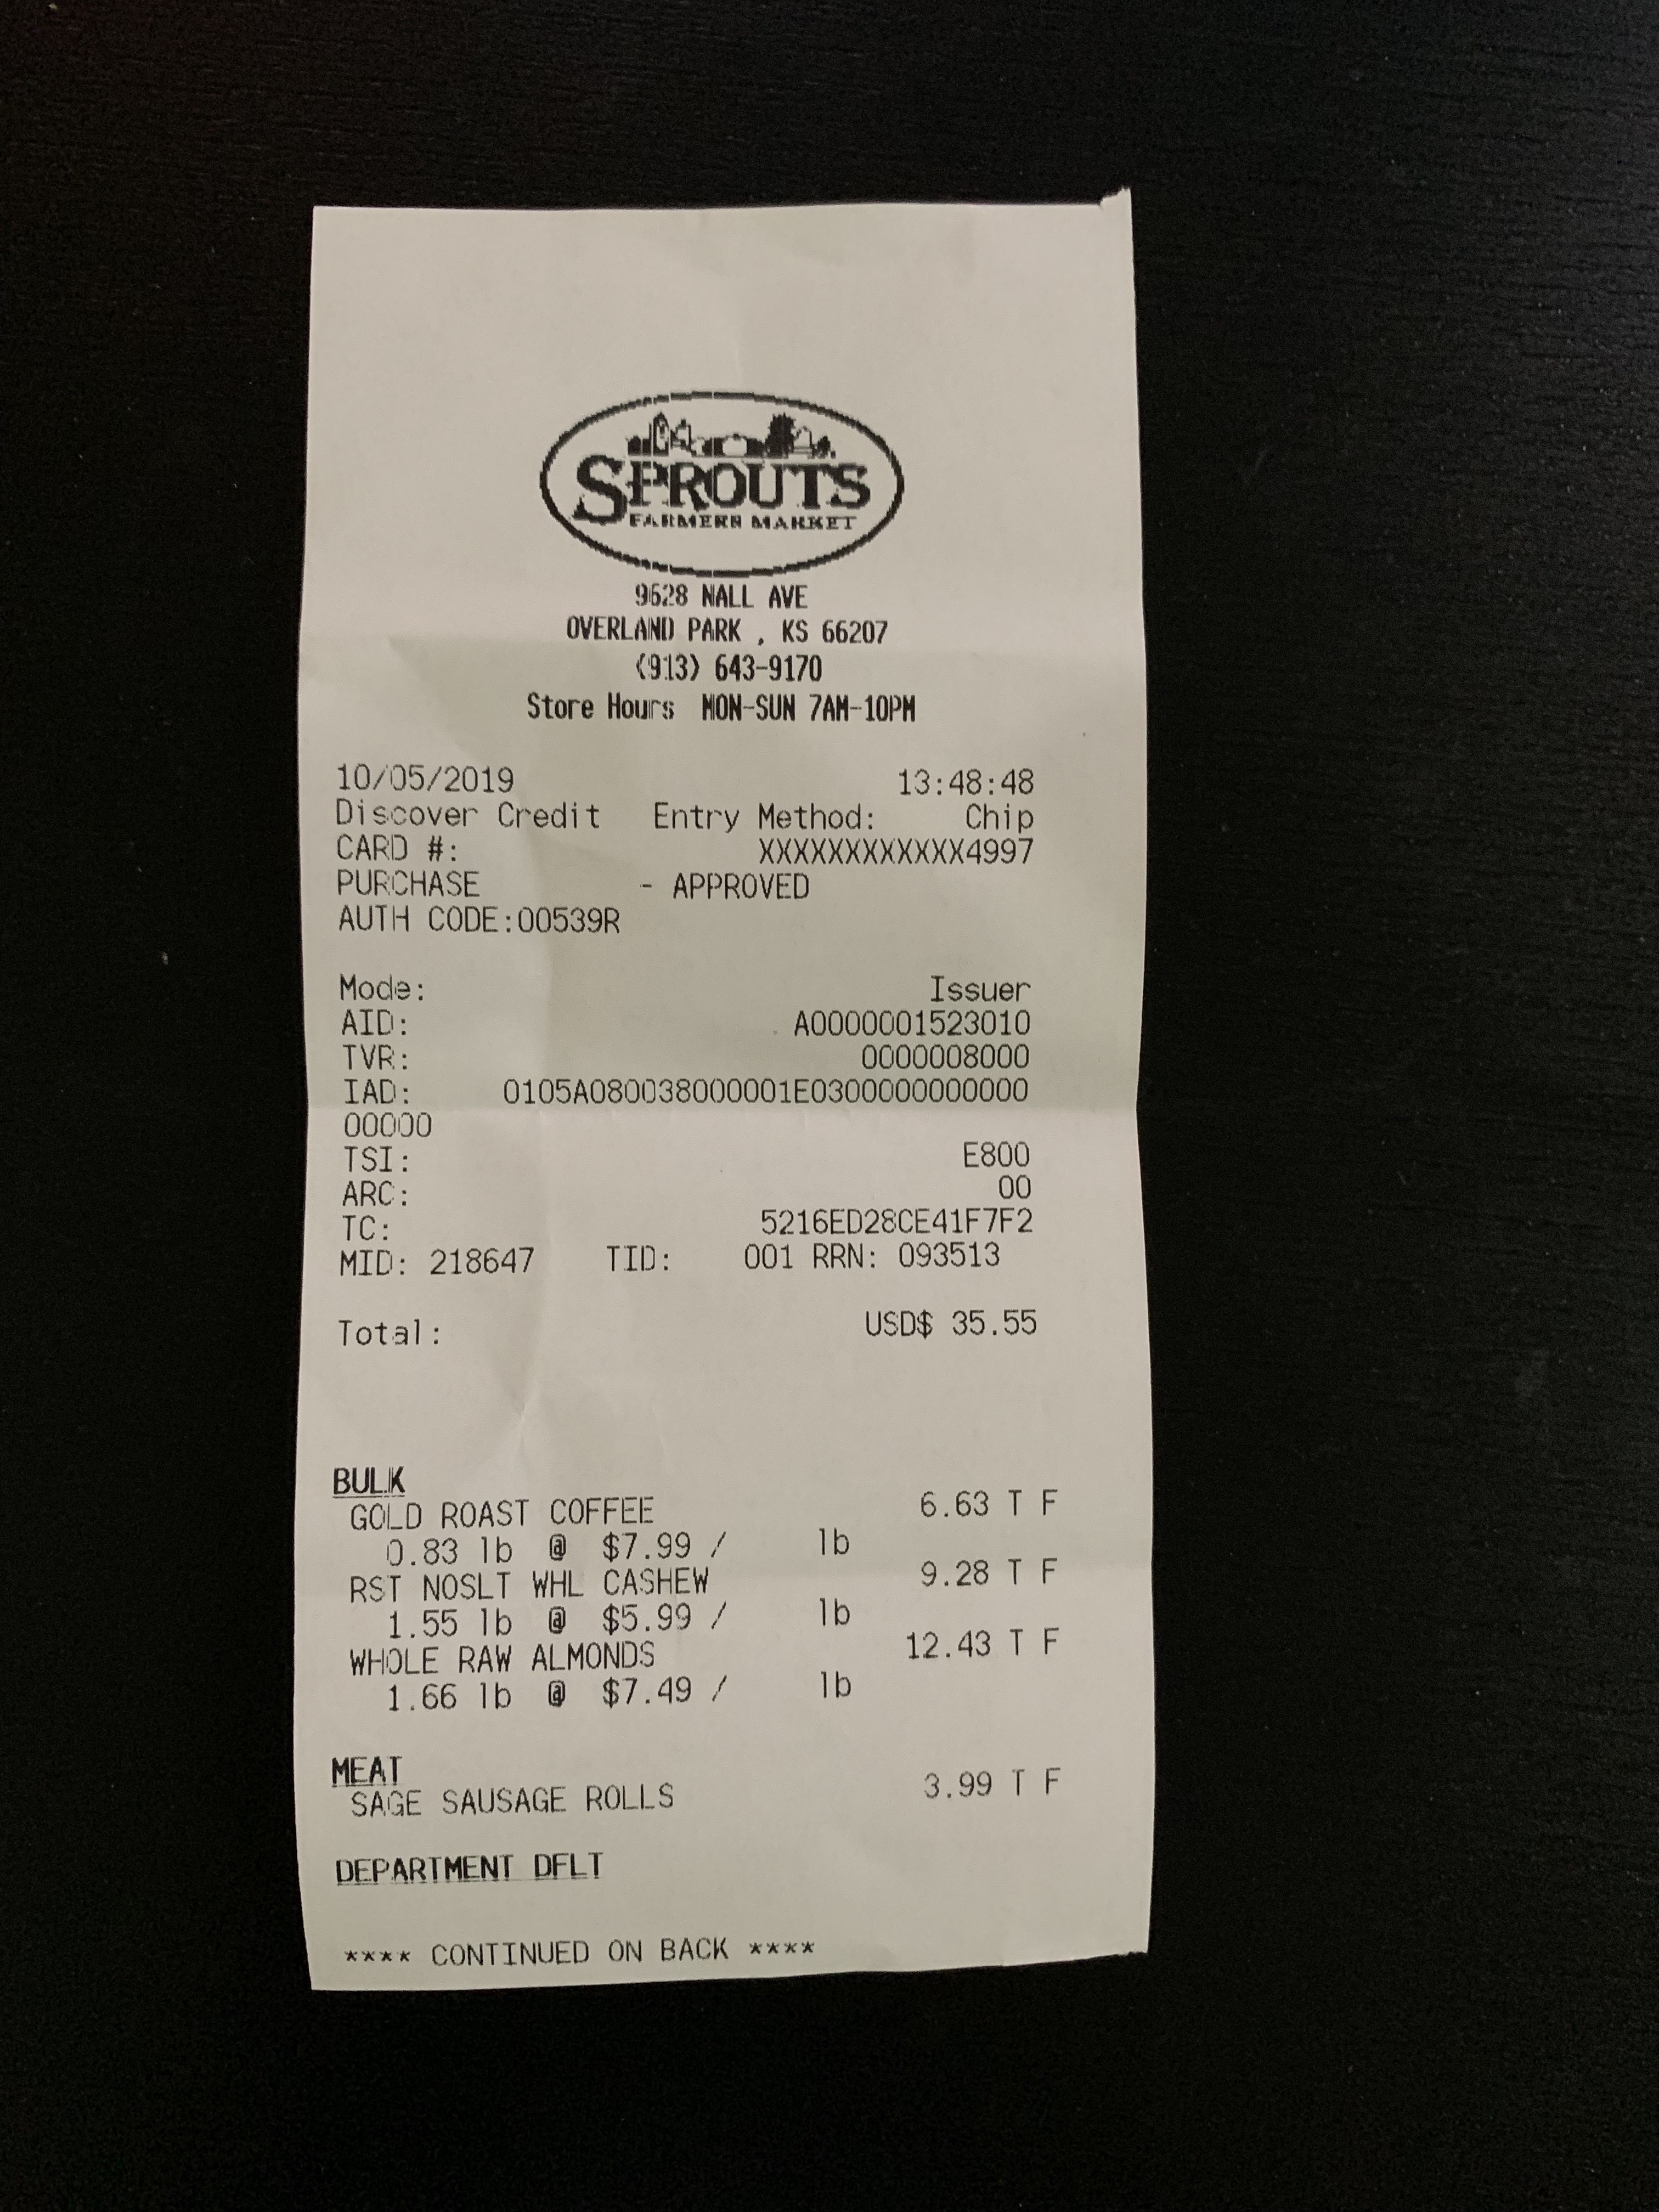 SPROUTS
FARMERS MARKET
9628 NALL AVE
OVERLAND PARK , KS 66207
(913) 643-9170
Store Hours MON-SUN 7AM-10PM
10/05/2019 13:48:48
Discover Credit Entry Method: Chip
CARD #: XXXXXXXXXXXX4997
PURCHASE - APPROVED
AUTH CODE:00539R
Mode: Issuer
AID: A0000001523010
TVR: 0000008000
IAD: 0105A080038000001E0300000000000
00000
TSI: E800
ARC: 00
TC: 5216ED28CE41F7F2
MID: 218647 TID: 001 RRN: 093513
Total: USD$ 35.55
BULK
GOLD ROAST COFFEE 6.63 T F
0.83 lb @ $7.99 / lb
RST NOSLT WHL CASHEW 9.28 T F
1.55 lb @ $5.99 / lb
WHOLE RAW ALMONDS 12.43 T F
1.66 lb @ $7.49 / lb
MEAT
SAGE SAUSAGE ROLLS 3.99 T F
DEPARTMENT DFLT
**** CONTINUED ON BACK ****